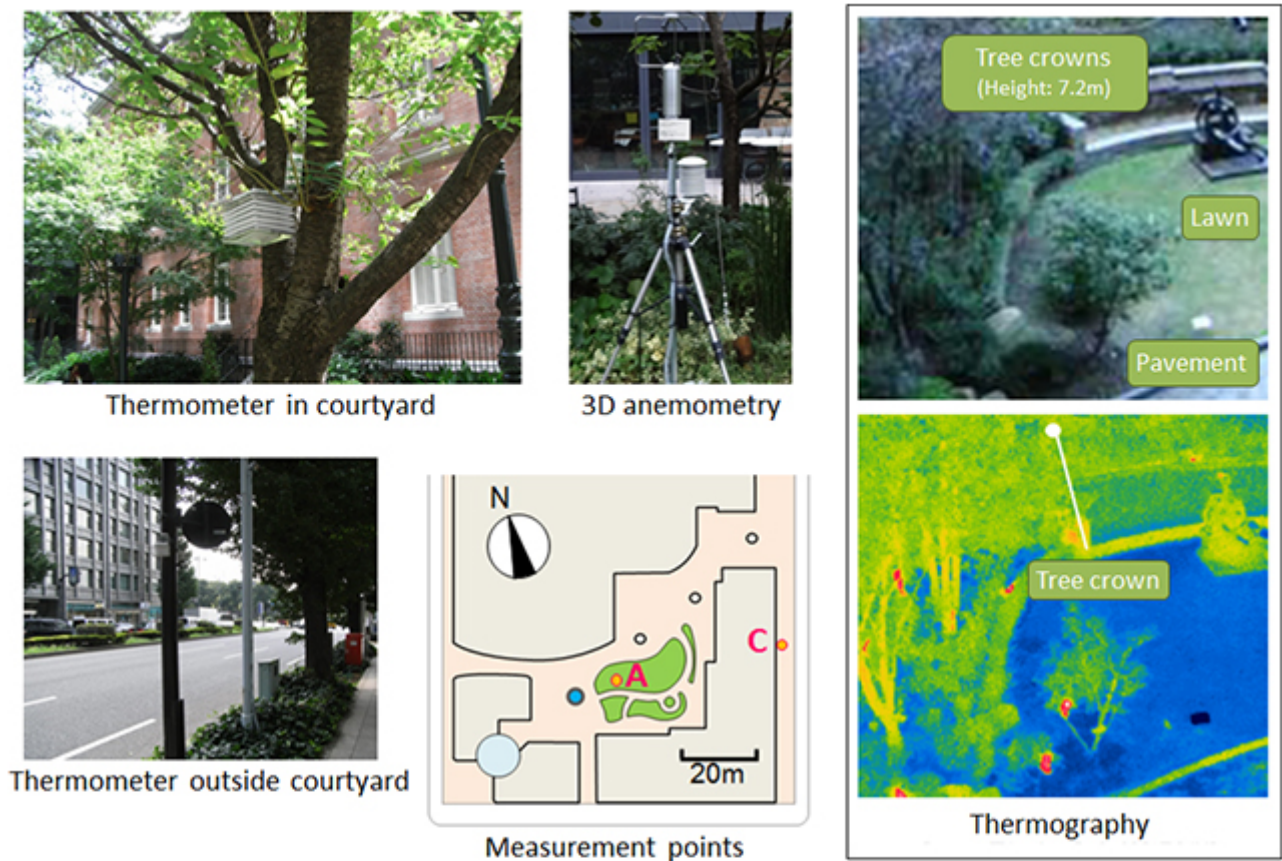 Thermometer in courtyard
3D anemometry
Tree crowns
(Height: 7.2m)
Lawn
Pavement
Thermometer outside courtyard
N
A
C
20m
Measurement points
Tree crown
Thermography